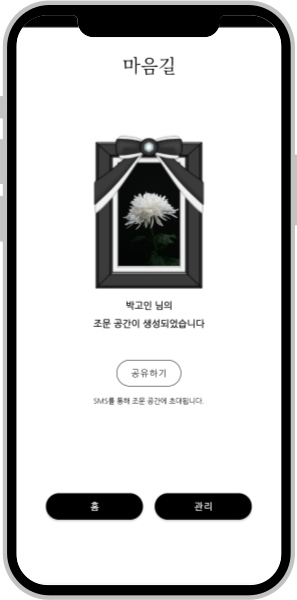 마음길
박고인 님의
조문 공간이 생성되었습니다
공유하기
SMS를 통해 조문 공간에 초대됩니다.
홈
관리